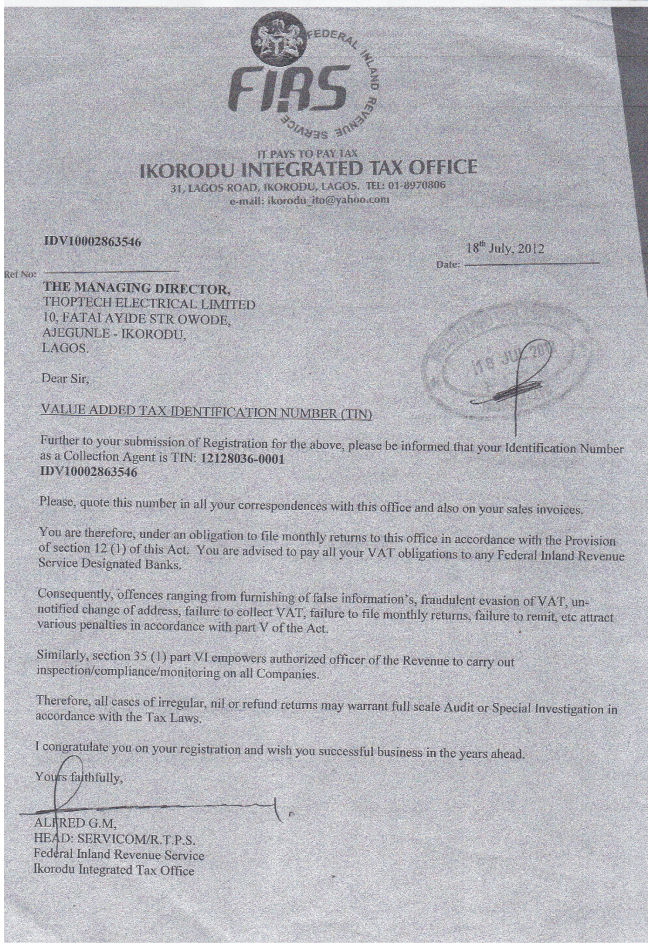 FEDERAL INLAND REVENUE SERVICE
FIRS
IT PAYS TO PAY TAX
IKORODU INTEGRATED TAX OFFICE
31, LAGOS ROAD, IKORODU, LAGOS. TEL: 01-8970806
e-mail: ikorodu_ito@yahoo.com
IDV10002863546
18th July, 2012
Ref No:
Date:
THE MANAGING DIRECTOR,
THOPTECH ELECTRICAL LIMITED
10, FATAI AYIDE STR OWODE,
AJEGUNLE - IKORODU,
LAGOS.
18 JUL 2012
Dear Sir,
VALUE ADDED TAX IDENTIFICATION NUMBER (TIN)
Further to your submission of Registration for the above, please be informed that your Identification Number
as a Collection Agent is TIN: 12128036-0001
IDV10002863546
Please, quote this number in all your correspondences with this office and also on your sales invoices.
You are therefore, under an obligation to file monthly returns to this office in accordance with the Provision
of section 12 (1) of this Act. You are advised to pay all your VAT obligations to any Federal Inland Revenue
Service Designated Banks.
Consequently, offences ranging from furnishing of false information's, fraudulent evasion of VAT, un-
notified change of address, failure to collect VAT, failure to file monthly returns, failure to remit, etc attract
various penalties in accordance with part V of the Act.
Similarly, section 35 (1) part VI empowers authorized officer of the Revenue to carry out
inspection/compliance/monitoring on all Companies.
Therefore, all cases of irregular, nil or refund returns may warrant full scale Audit or Special Investigation in
accordance with the Tax Laws.
I congratulate you on your registration and wish you successful business in the years ahead.
Yours faithfully,
ALFRED G.M,
HEAD: SERVICOM/R.T.P.S.
Federal Inland Revenue Service
Ikorodu Integrated Tax Office